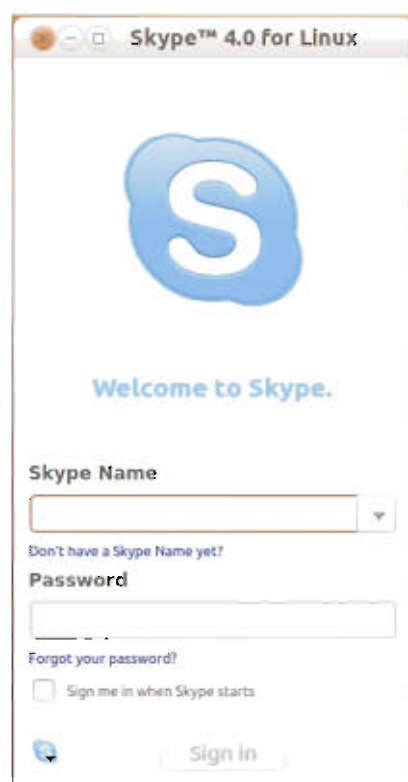 Skype™ 4.0 for Linux
S
Welcome to Skype.
Skype Name
Don't have a Skype Name yet?
Password
Forgot your password?
Sign me in when Skype starts
Sign in